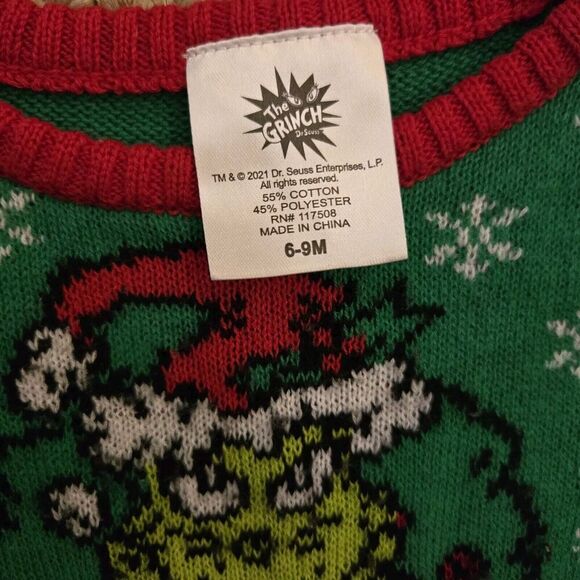 The
GRINCH
Dr. Seuss™
TM & © 2021 Dr. Seuss Enterprises, L.P.
All rights reserved.
55% COTTON
45% POLYESTER
RN# 117508
MADE IN CHINA
6-9M